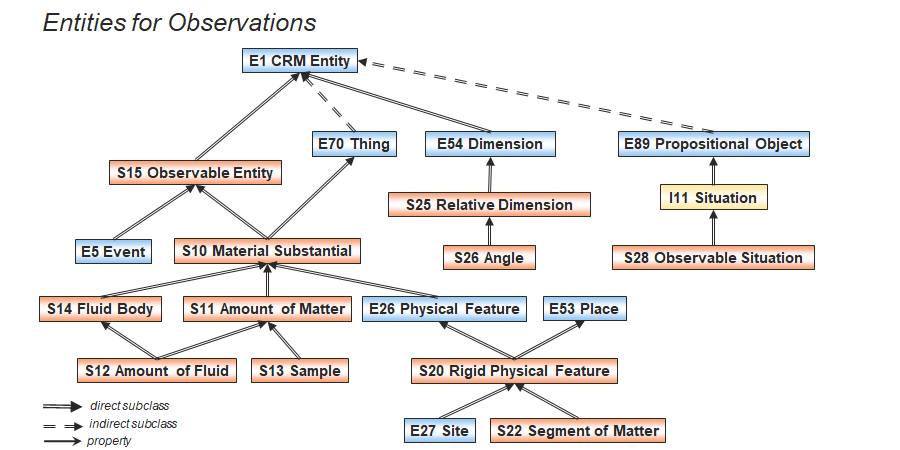 Entities for Observations
E1 CRM Entity
E70 Thing
E54 Dimension
E89 Propositional Object
S15 Observable Entity
S25 Relative Dimension
I11 Situation
E5 Event
S10 Material Substantial
S26 Angle
S28 Observable Situation
S14 Fluid Body
S11 Amount of Matter
E26 Physical Feature
E53 Place
S12 Amount of Fluid
S13 Sample
S20 Rigid Physical Feature
direct subclass
indirect subclass
property
E27 Site
S22 Segment of Matter